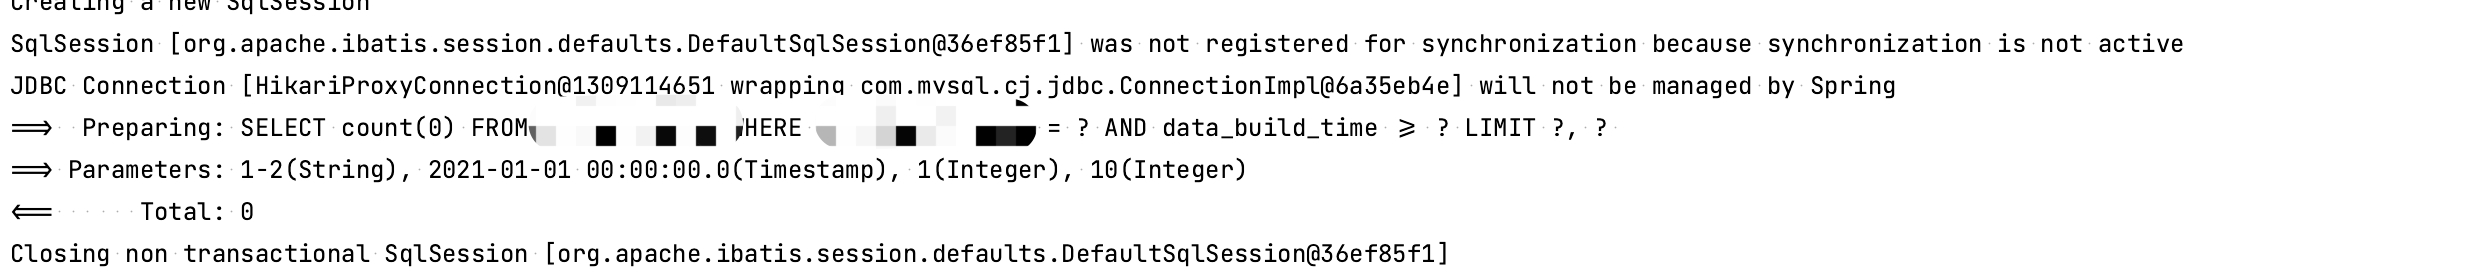 Creating a new SqlSession
SqlSession [org.apache.ibatis.session.defaults.DefaultSqlSession@36ef85f1] was not registered for synchronization because synchronization is not active
JDBC Connection [HikariProxyConnection@1309114651 wrapping com.mysql.cj.jdbc.ConnectionImpl@6a35eb4e] will not be managed by Spring
==> Preparing: SELECT count(0) FROM WHERE = ? AND data_build_time >= ? LIMIT ?, ?
==> Parameters: 1-2(String), 2021-01-01 00:00:00.0(Timestamp), 1(Integer), 10(Integer)
<== Total: 0
Closing non transactional SqlSession [org.apache.ibatis.session.defaults.DefaultSqlSession@36ef85f1]